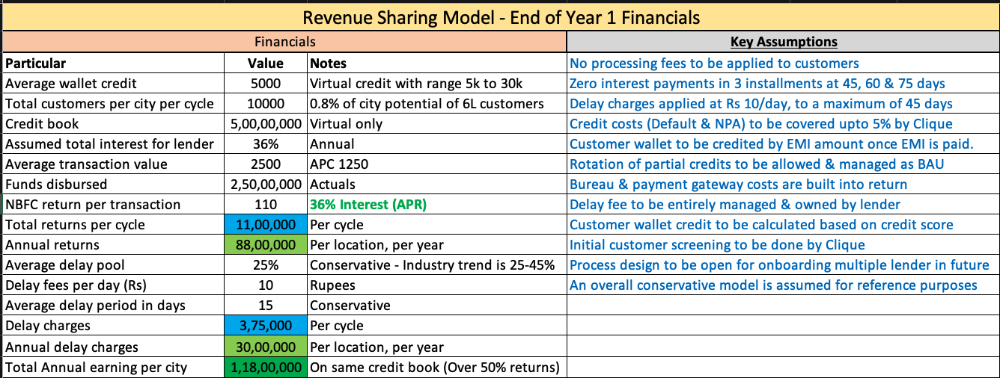 Revenue Sharing Model - End of Year 1 Financials
Financials Key Assumptions
Particular Value Notes No processing fees to be applied to customers
Average wallet credit 5000 Virtual credit with range 5k to 30k Zero interest payments in 3 installments at 45, 60 & 75 days
Total customers per city per cycle 10000 0.8% of city potential of 6L customers Delay charges applied at Rs 10/day, to a maximum of 45 days
Credit book 5,00,00,000 Virtual only Credit costs (Default & NPA) to be covered upto 5% by Clique
Assumed total interest for lender 36% Annual Customer wallet to be credited by EMI amount once EMI is paid.
Average transaction value 2500 APC 1250 Rotation of partial credits to be allowed & managed as BAU
Funds disbursed 2,50,00,000 Actuals Bureau & payment gateway costs are built into return
NBFC return per transaction 110 36% Interest (APR) Delay fee to be entirely managed & owned by lender
Total returns per cycle 11,00,000 Per cycle Customer wallet credit to be calculated based on credit score
Annual returns 88,00,000 Per location, per year Initial customer screening to be done by Clique
Average delay pool 25% Conservative - Industry trend is 25-45% Process design to be open for onboarding multiple lender in future
Delay fees per day (Rs) 10 Rupees An overall conservative model is assumed for reference purposes
Average delay period in days 15 Conservative
Delay charges 3,75,000 Per cycle
Annual delay charges 30,00,000 Per location, per year
Total Annual earning per city 1,18,00,000 On same credit book (Over 50% returns)